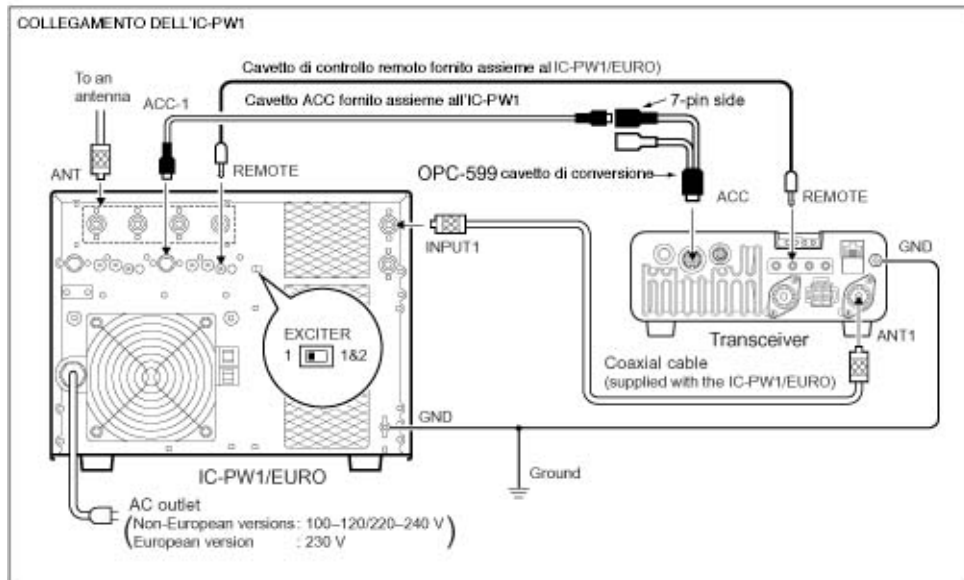 COLLEGAMENTO DELL'IC-PW1
Cavetto di controllo remoto fornito assieme al IC-PW1/EURO)
To an
antenna
ACC-1
Cavetto ACC fornito assieme all'IC-PW1
7-pin side
ANT
REMOTE
OPC-599 cavetto di conversione
ACC
REMOTE
INPUT1
GND
EXCITER
1
1&2
Transceiver
ANT1
Coaxial cable
(supplied with the IC-PW1/EURO)
GND
IC-PW1/EURO
Ground
AC outlet
(Non-European versions : 100–120/220–240 V
European version : 230 V)